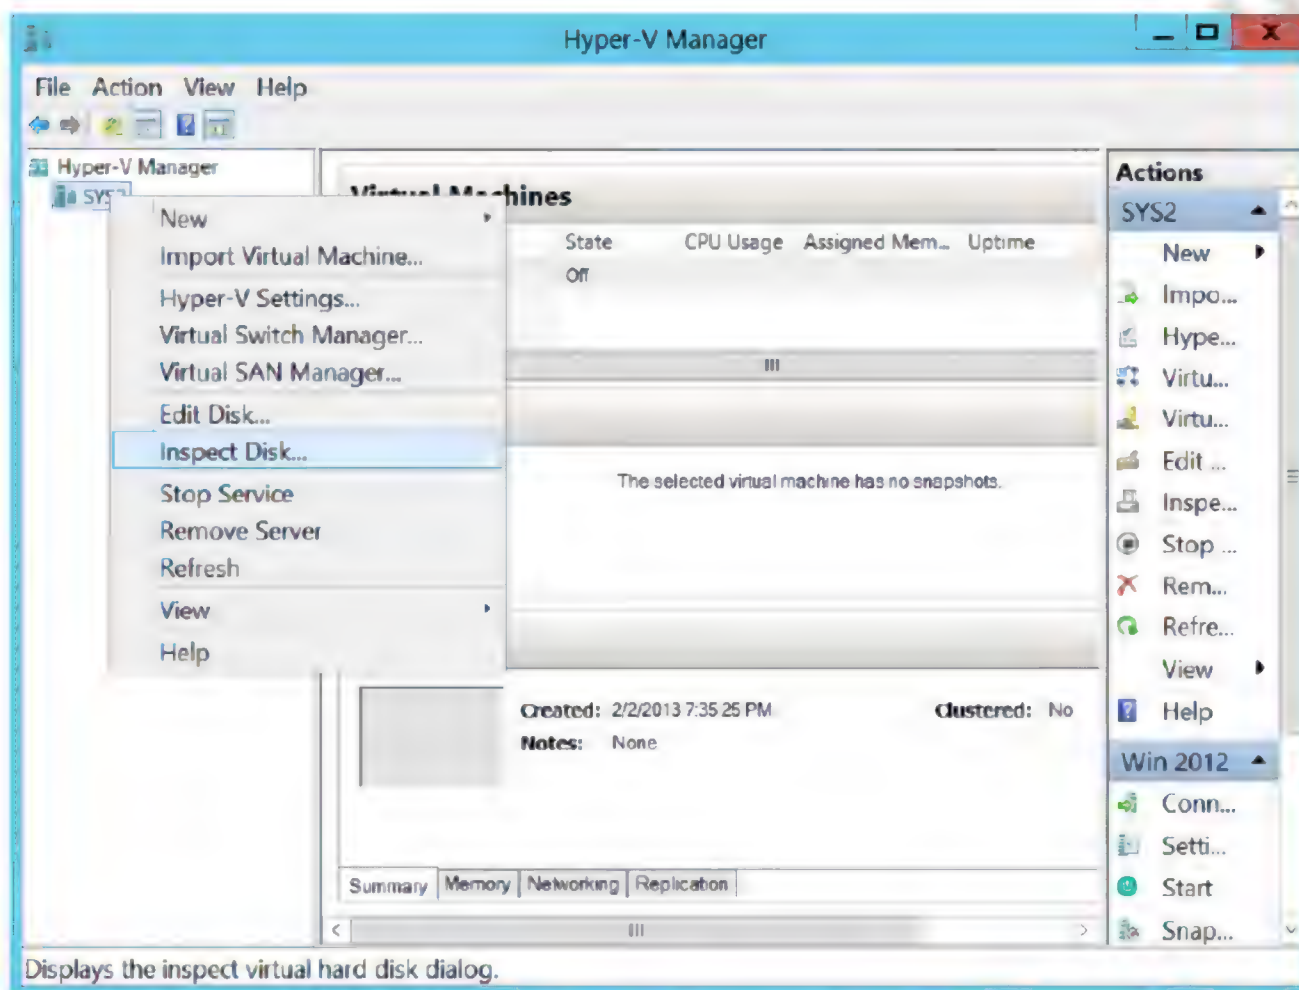 Hyper-V Manager
File Action View Help
Hyper-V Manager
SYS2
New
Import Virtual Machine...
Hyper-V Settings...
Virtual Switch Manager...
Virtual SAN Manager...
Edit Disk...
Inspect Disk...
Stop Service
Remove Server
Refresh
View
Help
Virtual Machines
State CPU Usage Assigned Mem... Uptime
Off
The selected virtual machine has no snapshots.
Created: 2/2/2013 7:35:25 PM Clustered: No
Notes: None
Summary Memory Networking Replication
Actions
SYS2
New
Impo...
Hype...
Virtu...
Virtu...
Edit ...
Inspe...
Stop ...
Rem...
Refre...
View
Help
Win 2012
Conn...
Setti...
Start
Snap...
Displays the inspect virtual hard disk dialog.